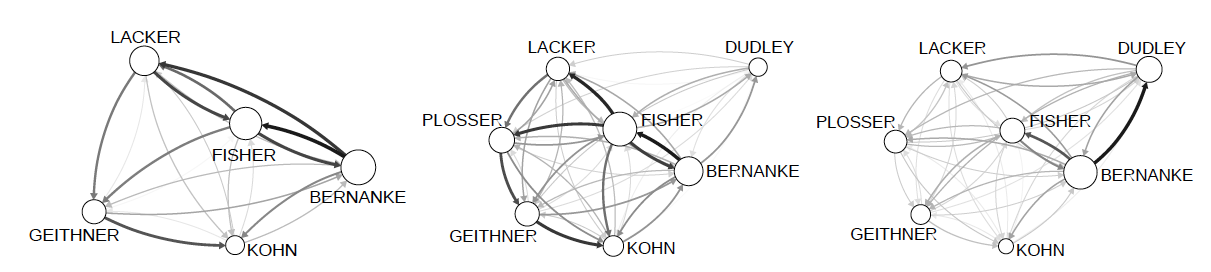 LACKER
FISHER
BERNANKE
GEITHNER
KOHN
LACKER
DUDLEY
PLOSSER
FISHER
BERNANKE
GEITHNER
KOHN
LACKER
DUDLEY
PLOSSER
FISHER
BERNANKE
GEITHNER
KOHN